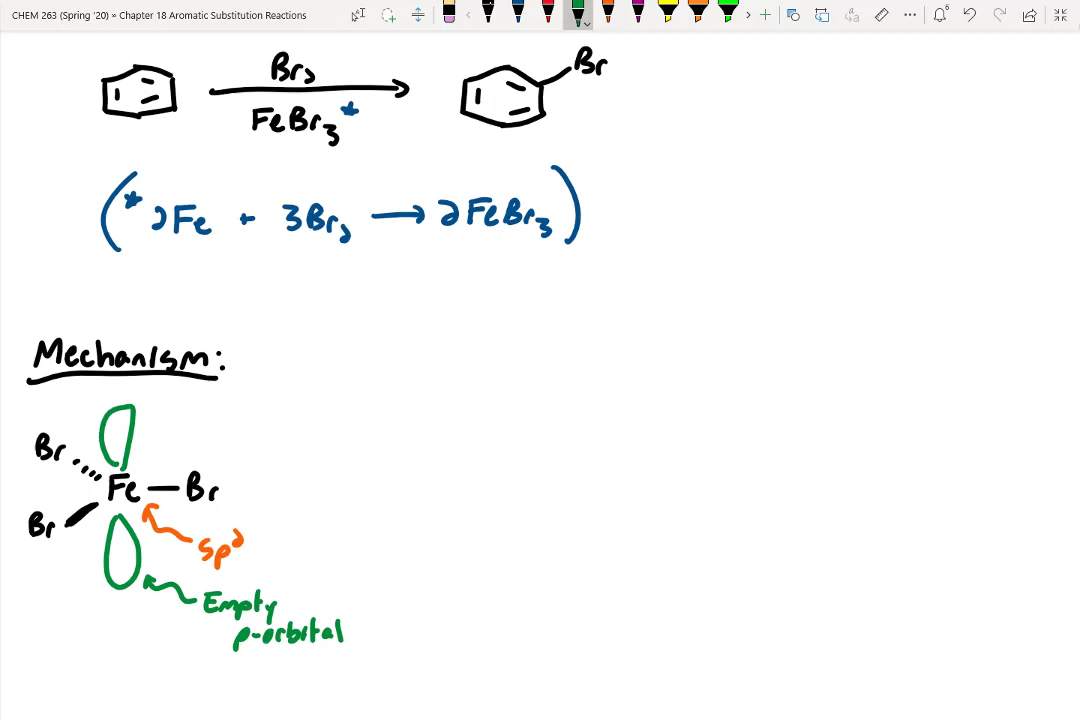 CHEM 263 (Spring '20) » Chapter 18 Aromatic Substitution Reactions
6
Br2
Br
FeBr3*
(*2Fe + 3Br2 → 2FeBr3)
Mechanism:
Br
Fe — Br
Br
sp2
Empty
p-orbital